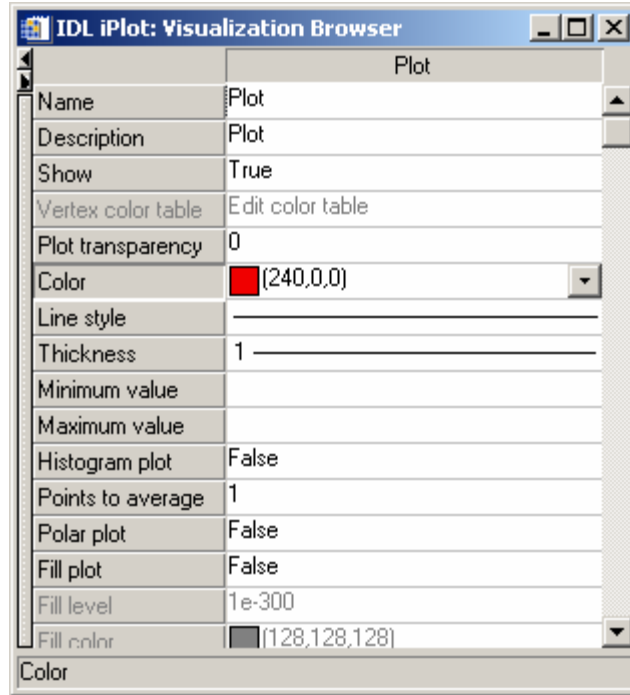 IDL iPlot: Visualization Browser
Plot
Name Plot
Description Plot
Show True
Vertex color table Edit color table
Plot transparency 0
Color (240,0,0)
Line style
Thickness 1
Minimum value
Maximum value
Histogram plot False
Points to average 1
Polar plot False
Fill plot False
Fill level 1e-300
Fill color (128,128,128)
Color